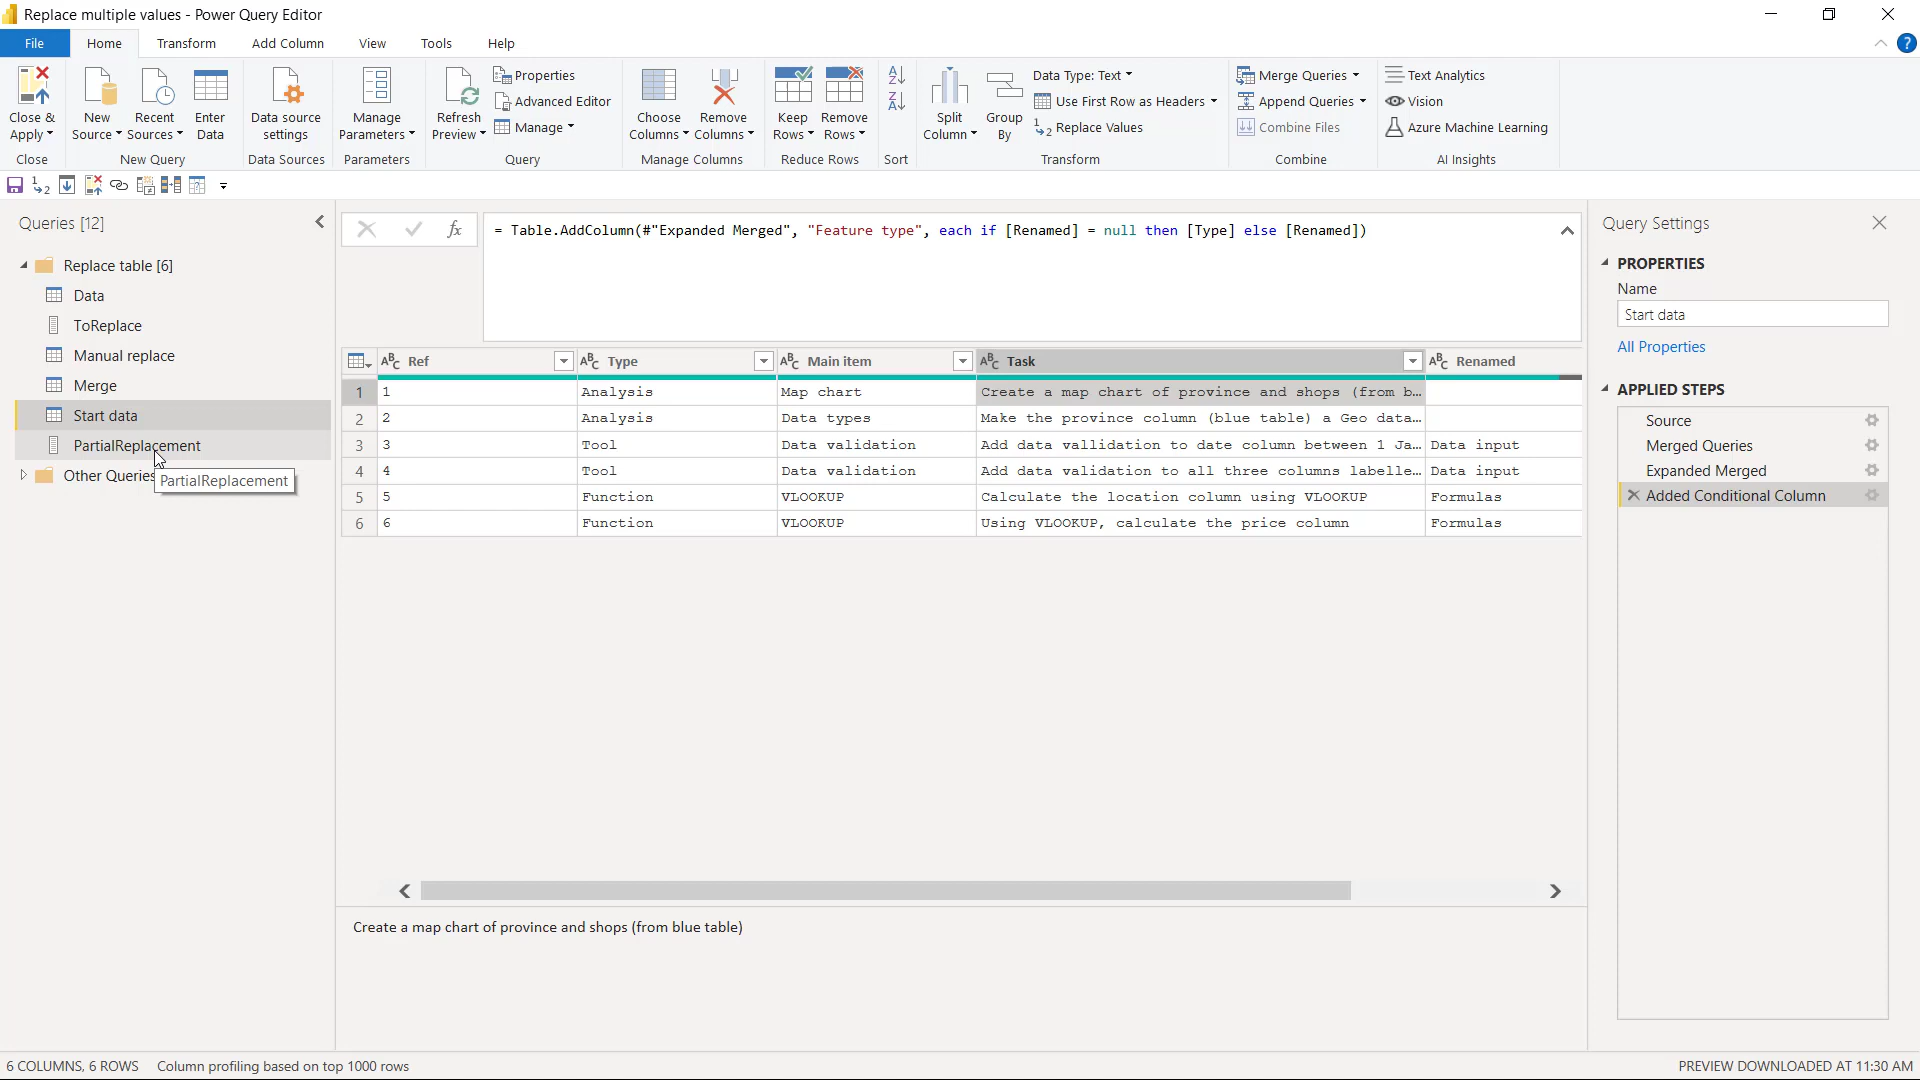 Replace multiple values - Power Query Editor
File Home Transform Add Column View Tools Help
Close & Apply
New Source
Recent Sources
Enter Data
Data source settings
Manage Parameters
Refresh Preview
Properties
Advanced Editor
Manage
Choose Columns
Remove Columns
Keep Rows
Remove Rows
Split Column
Group By
Data Type: Text
Use First Row as Headers
Replace Values
Merge Queries
Append Queries
Combine Files
Text Analytics
Vision
Azure Machine Learning
Close New Query Data Sources Parameters Query Manage Columns Reduce Rows Sort Transform Combine AI Insights
Queries [12]
Replace table [6]
Data
ToReplace
Manual replace
Merge
Start data
PartialReplacement
Other Queries
PartialReplacement
fx = Table.AddColumn(#"Expanded Merged", "Feature type", each if [Renamed] = null then [Type] else [Renamed])
Ref Type Main item Task Renamed
1 1 Analysis Map chart Create a map chart of province and shops (from b...
2 2 Analysis Data types Make the province column (blue table) a Geo data...
3 3 Tool Data validation Add data vallidation to date column between 1 Ja... Data input
4 4 Tool Data validation Add data validation to all three columns labelle... Data input
5 5 Function VLOOKUP Calculate the location column using VLOOKUP Formulas
6 6 Function VLOOKUP Using VLOOKUP, calculate the price column Formulas
Create a map chart of province and shops (from blue table)
Query Settings
PROPERTIES
Name
Start data
All Properties
APPLIED STEPS
Source
Merged Queries
Expanded Merged
Added Conditional Column
6 COLUMNS, 6 ROWS Column profiling based on top 1000 rows PREVIEW DOWNLOADED AT 11:30 AM